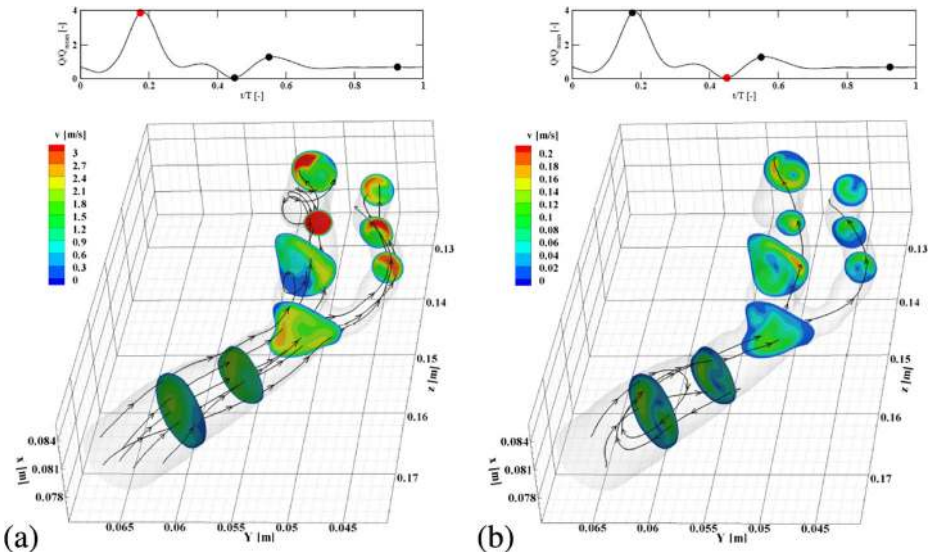 4
2
0
Q/Qmean [-]
0 0.2 0.4 0.6 0.8 1
t/T [-]
v [m/s]
3
2.7
2.4
2.1
1.8
1.5
1.2
0.9
0.6
0.3
0
0.13
0.14
0.15
0.16
0.17
z [m]
0.084
0.081
0.078
x [m]
0.065 0.06 0.055 0.05 0.045
Y [m]
(a)
4
2
0
Q/Qmean [-]
0 0.2 0.4 0.6 0.8 1
t/T [-]
v [m/s]
0.2
0.18
0.16
0.14
0.12
0.1
0.08
0.06
0.04
0.02
0
0.13
0.14
0.15
0.16
0.17
z [m]
0.084
0.081
0.078
x [m]
0.065 0.06 0.055 0.05 0.045
Y [m]
(b)